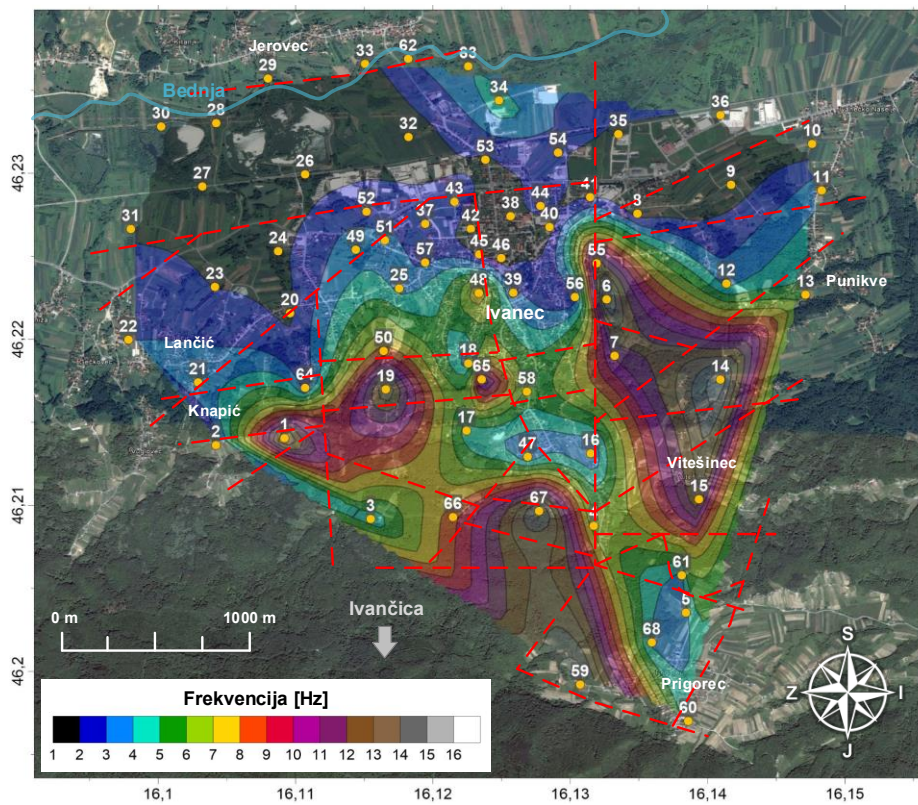 Jerovec
Bednja
33 62 63
29
34
30 28
32
35 36
10
53 54
27 26
9
11
31
52 43 44 41
37 38 40 8
42
24 51
49 57 45 46
55
12
23 25
48 39 56 6
13 Punikve
20
Ivanec
22
Lančić
50 7
18
21 64 19 65 58 14
Knapić
2 1
17
47 16
Vitešinec
15
3 66 67 4
61
5
68
59
Prigorec
60
0 m 1000 m
Ivančica
Frekvencija [Hz]
1 2 3 4 5 6 7 8 9 10 11 12 13 14 15 16
S
Z I
J
46,23
46,22
46,21
46,2
16,1 16,11 16,12 16,13 16,14 16,15